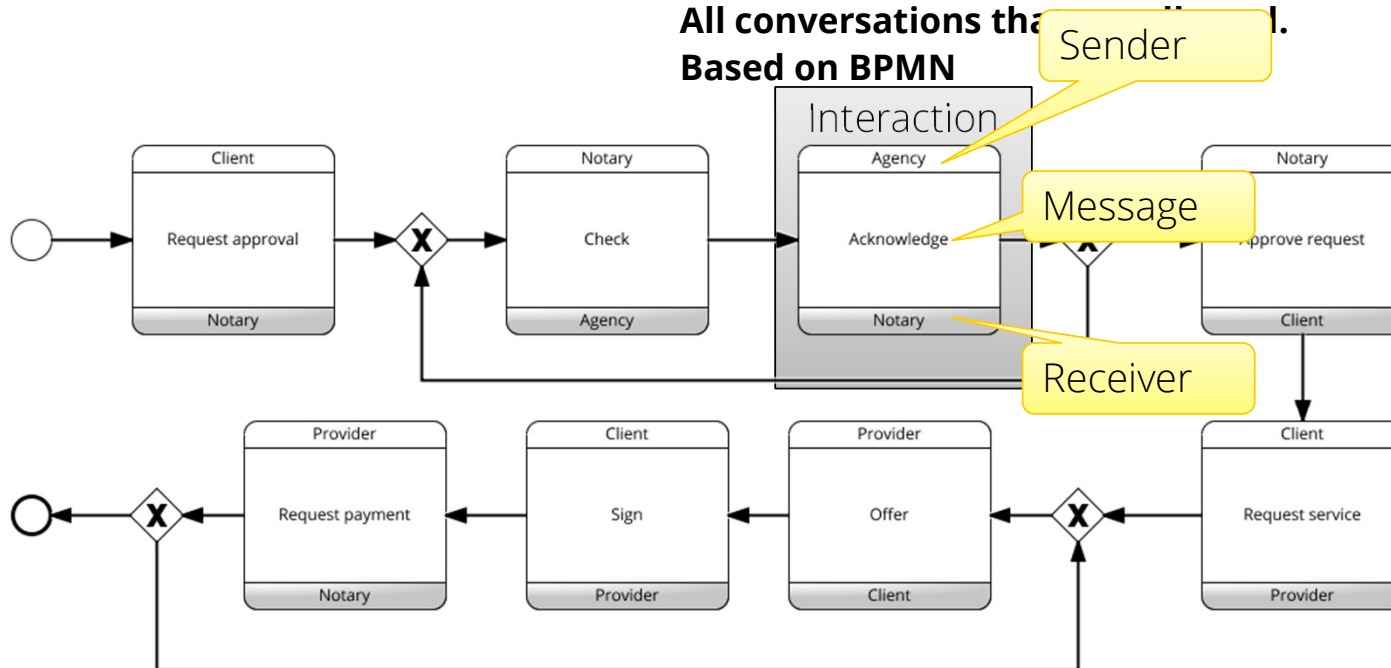 All conversations that
Based on BPMN
Sender
Interaction
Client
Request approval
Notary
X
Notary
Check
Agency
Agency
Acknowledge
Notary
Message
Receiver
X
Notary
Approve request
Client
Client
Request service
Provider
X
Provider
Offer
Client
Client
Sign
Provider
Provider
Request payment
Notary
X